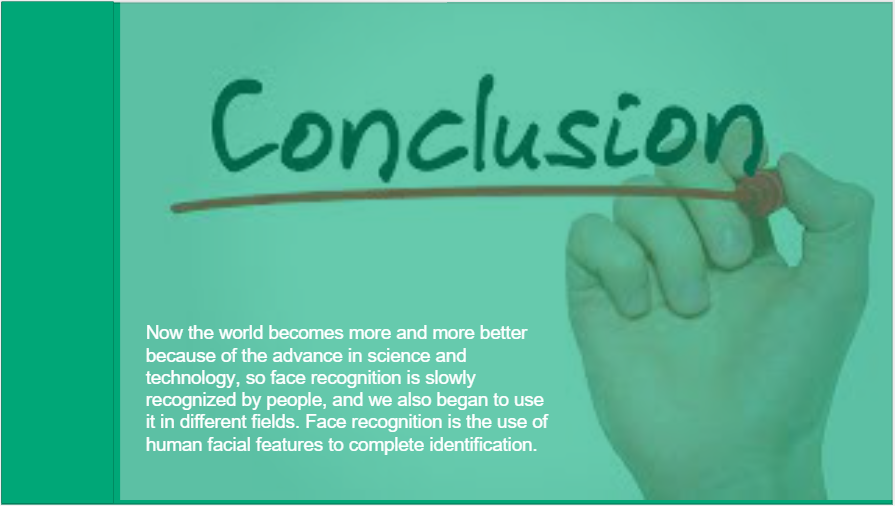 Conclusion
Now the world becomes more and more better
because of the advance in science and
technology, so face recognition is slowly
recognized by people, and we also began to use
it in different fields. Face recognition is the use of
human facial features to complete identification.